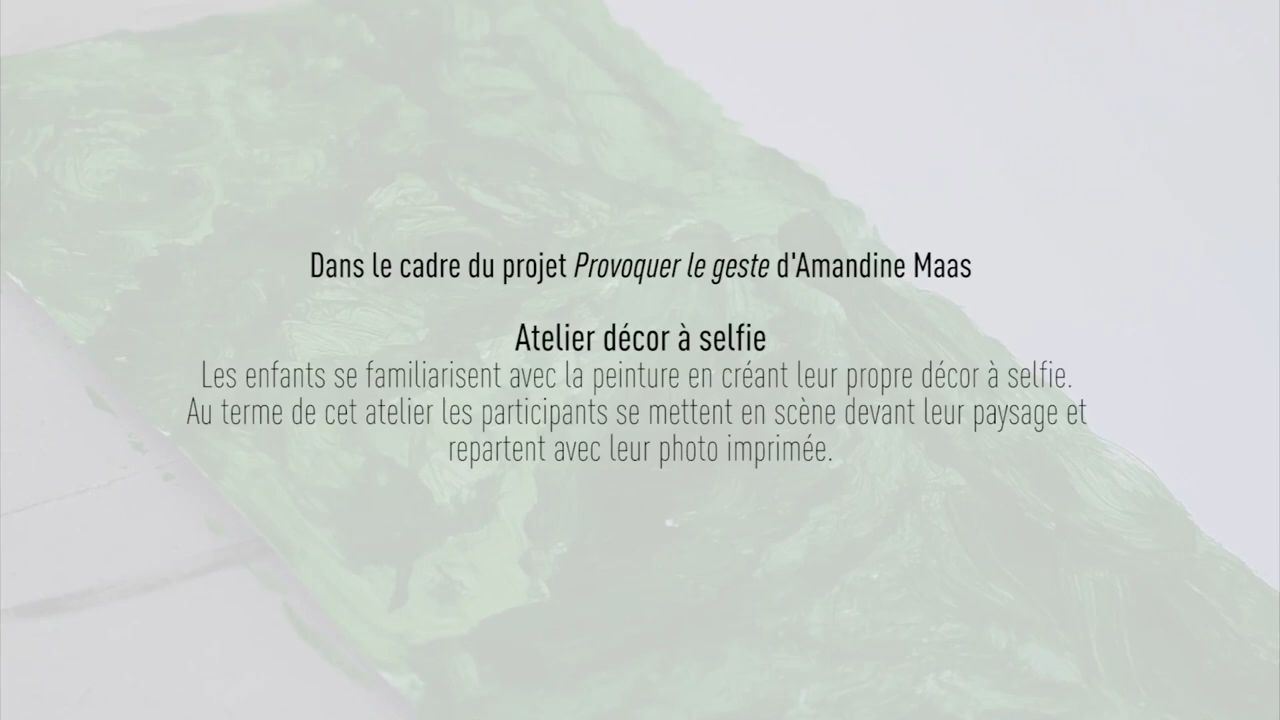 Dans le cadre du projet Provoquer le geste d'Amandine Maas
Atelier décor à selfie
Les enfants se familiarisent avec la peinture en créant leur propre décor à selfie.
Au terme de cet atelier les participants se mettent en scène devant leur paysage et
repartent avec leur photo imprimée.